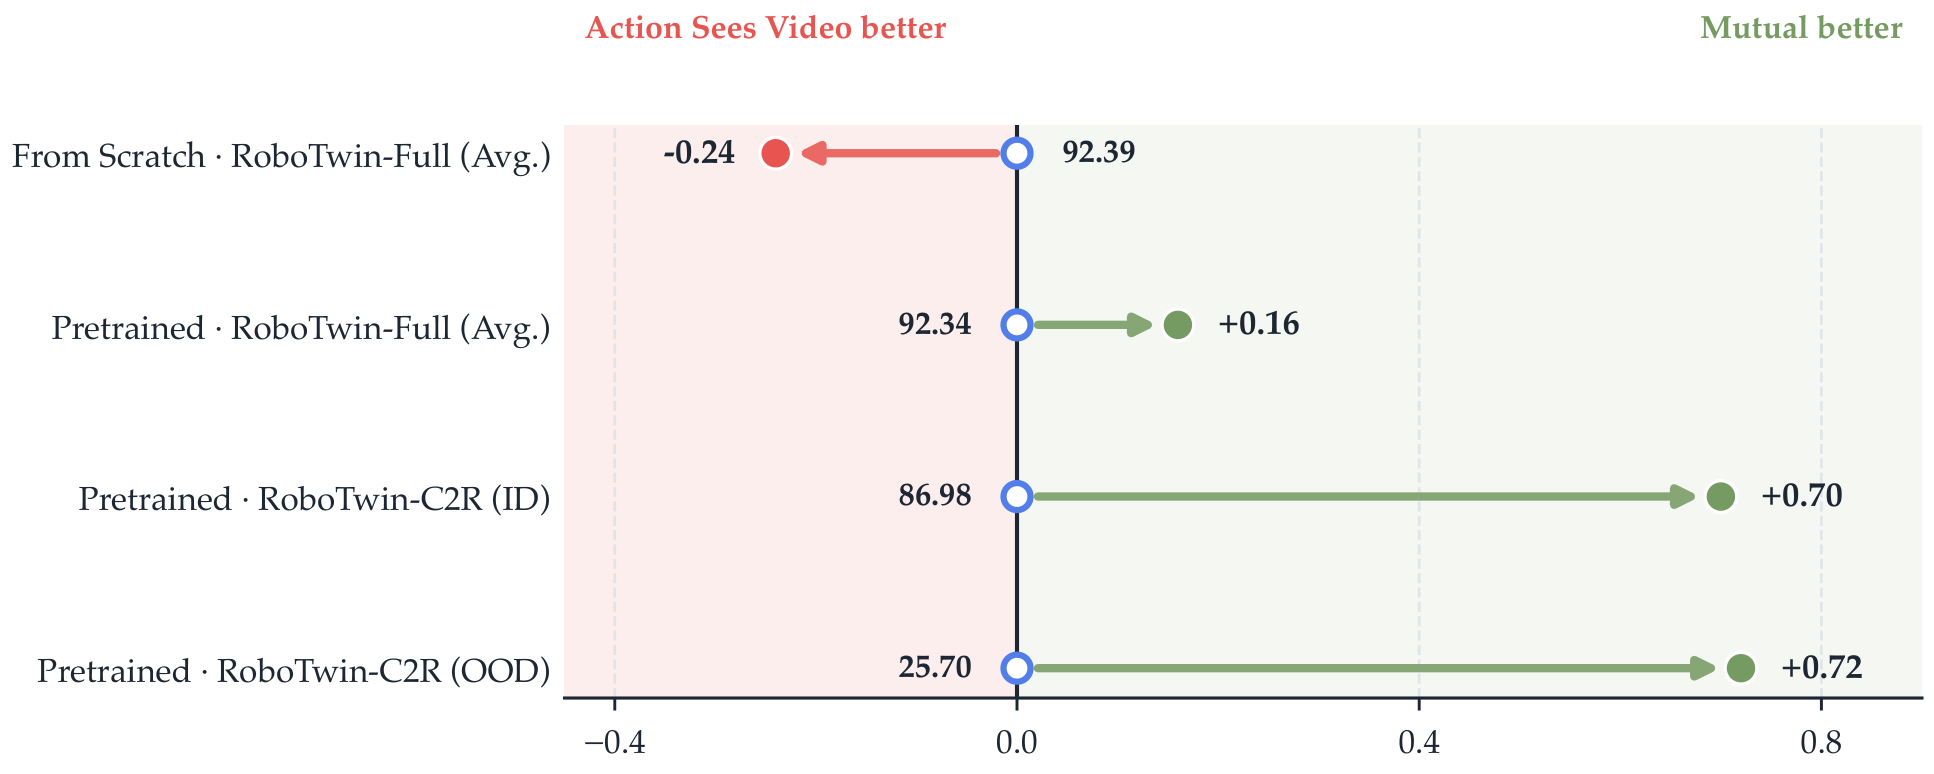 Action Sees Video better
Mutual better
From Scratch · RoboTwin-Full (Avg.)
-0.24
92.39
Pretrained · RoboTwin-Full (Avg.)
92.34
+0.16
Pretrained · RoboTwin-C2R (ID)
86.98
+0.70
Pretrained · RoboTwin-C2R (OOD)
25.70
+0.72
−0.4
0.0
0.4
0.8